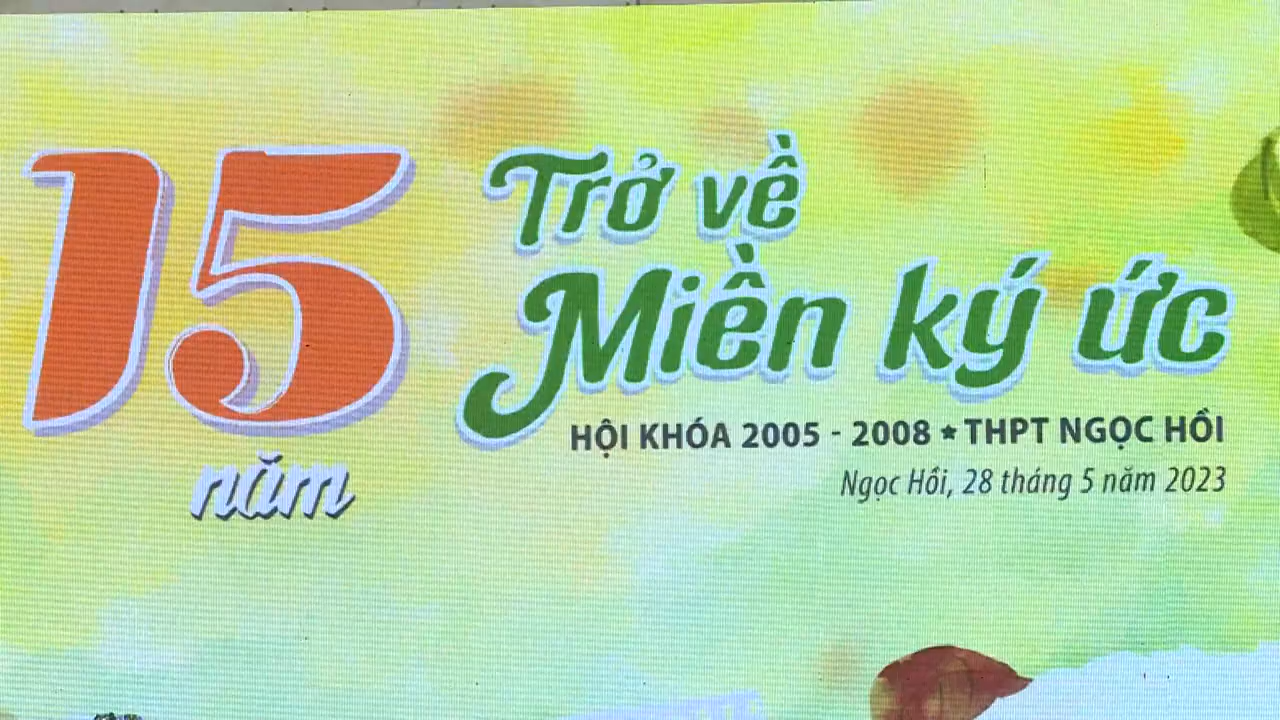 15
năm
Trở về
Miền ký ức
HỘI KHÓA 2005 - 2008 ★ THPT NGỌC HỒI
Ngọc Hồi, 28 tháng 5 năm 2023